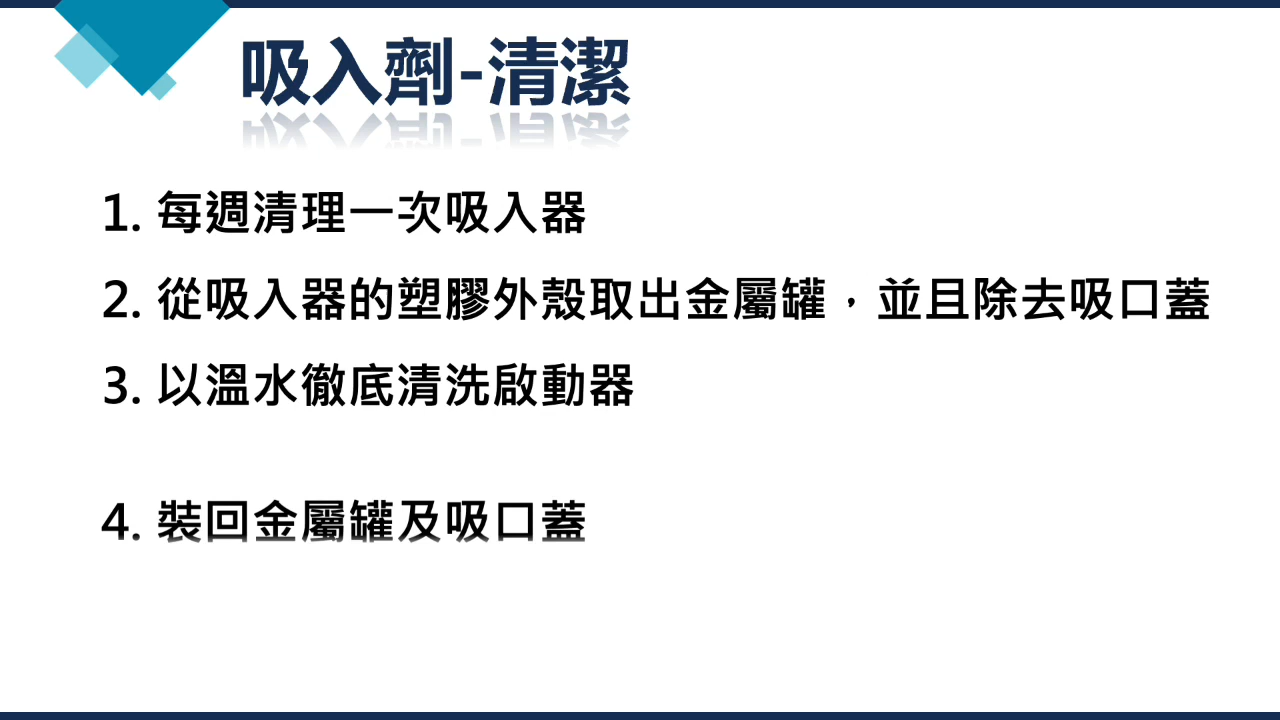 吸入劑-清潔
1. 每週清理一次吸入器
2. 從吸入器的塑膠外殼取出金屬罐，並且除去吸口蓋
3. 以溫水徹底清洗啟動器
4. 裝回金屬罐及吸口蓋